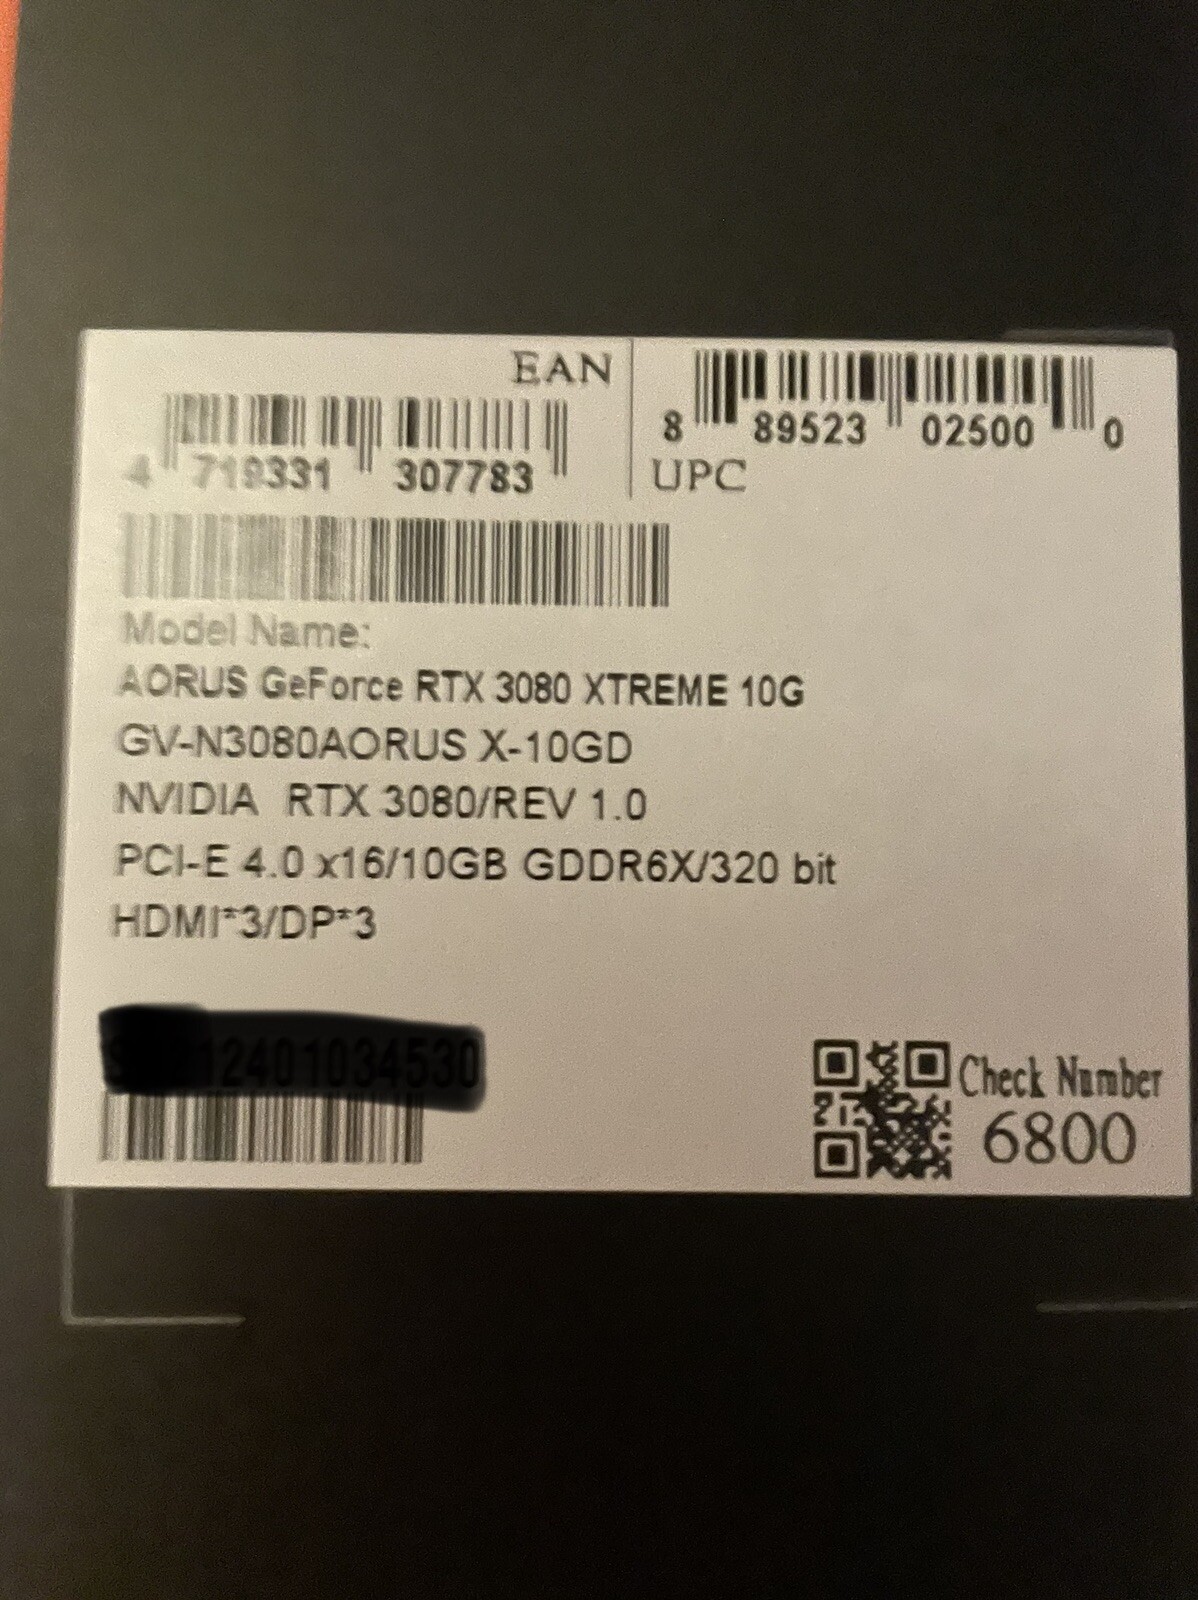 EAN
4 719331 307783
8 89523 02500 0
UPC
Model Name:
AORUS GeForce RTX 3080 XTREME 10G
GV-N3080AORUS X-10GD
NVIDIA RTX 3080/REV 1.0
PCI-E 4.0 x16/10GB GDDR6X/320 bit
HDMI*3/DP*3
Check Number
6800